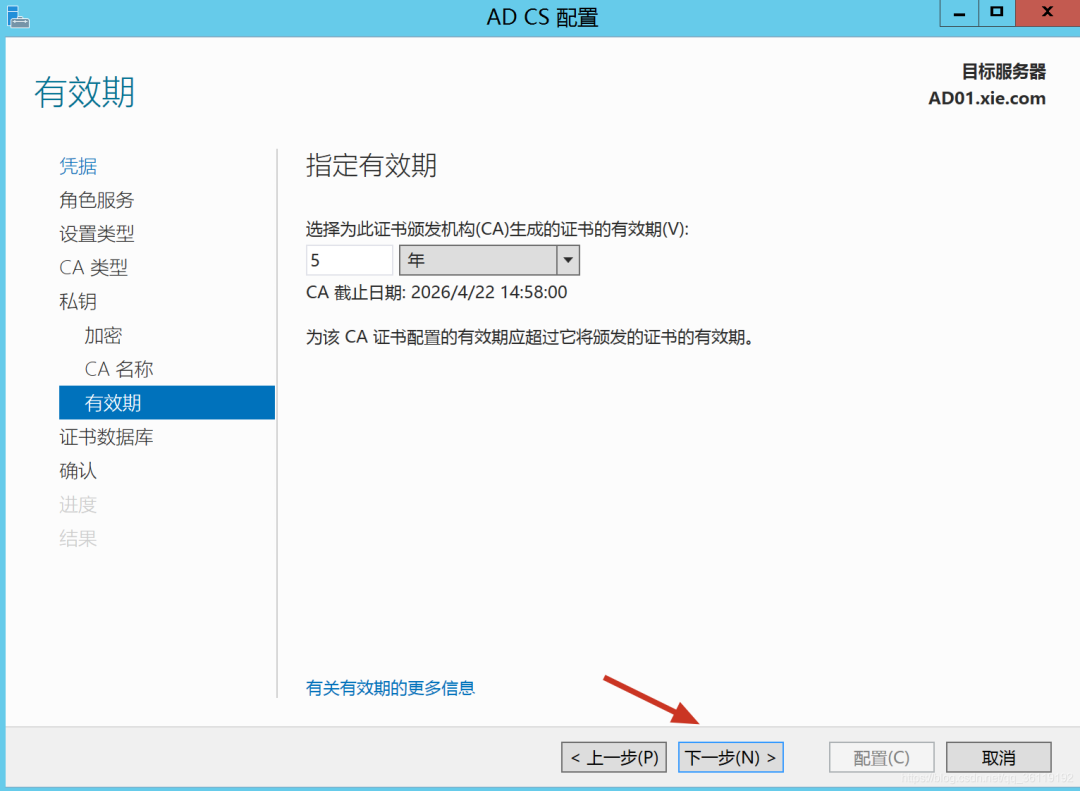 AD CS 配置
有效期
目标服务器
AD01.xie.com
凭据
角色服务
设置类型
CA 类型
私钥
加密
CA 名称
有效期
证书数据库
确认
进度
结果
指定有效期
选择为此证书颁发机构(CA)生成的证书的有效期(V):
5 年
CA 截止日期: 2026/4/22 14:58:00
为该 CA 证书配置的有效期应超过它将颁发的证书的有效期。
有关有效期的更多信息
< 上一步(P) 下一步(N) > 配置(C) 取消